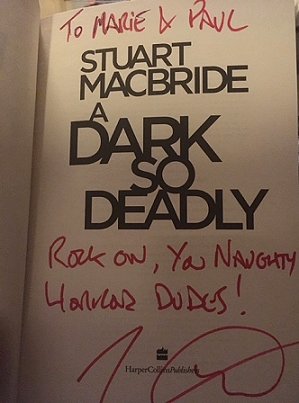 To MARIE & PAUL
STUART
MACBRIDE
A
DARK
SO
DEADLY
ROCK ON, YOU NAUGHTY
HORROR DUDES!
HarperCollinsPublishers